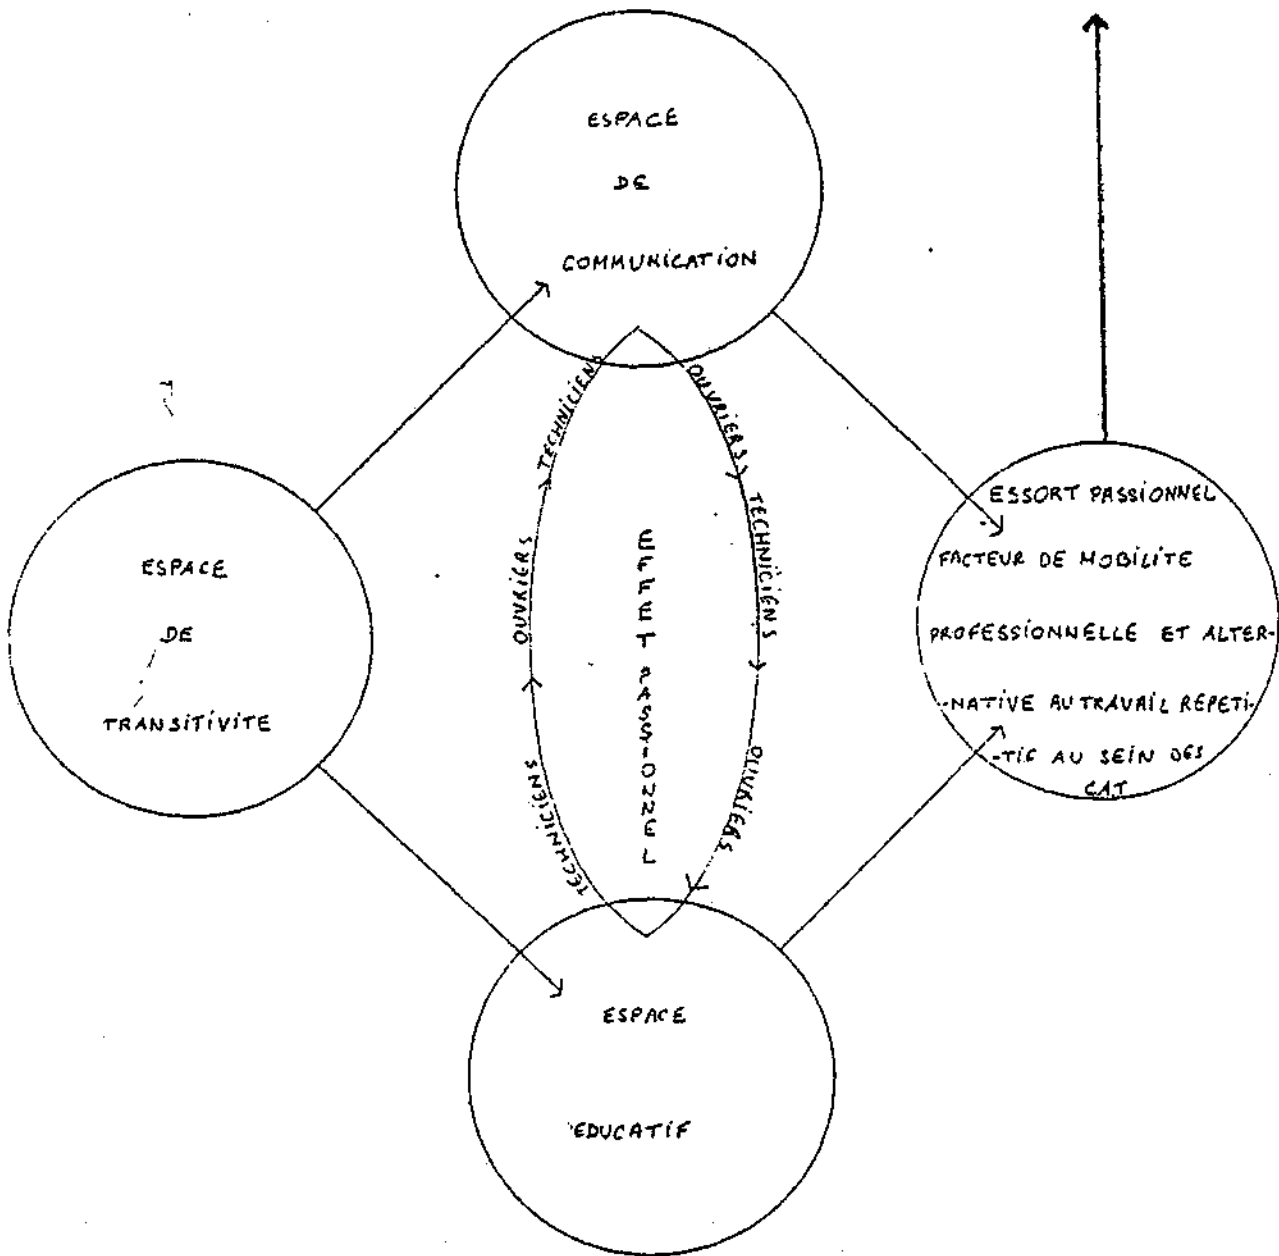 ESPACE
DE
COMMUNICATION
TECHNICIENS
OUVRIERS
TECHNICIENS
OUVRIERS
TECHNICIENS
OUVRIERS
EFFET PASSIONNEL
ESPACE
DE
TRANSITIVITE
ESSORT PASSIONNEL
FACTEUR DE MOBILITE
PROFESSIONNELLE ET ALTER-
-NATIVE AU TRAVAIL REPETI-
-TIF AU SEIN DES
CAT
ESPACE
EDUCATIF